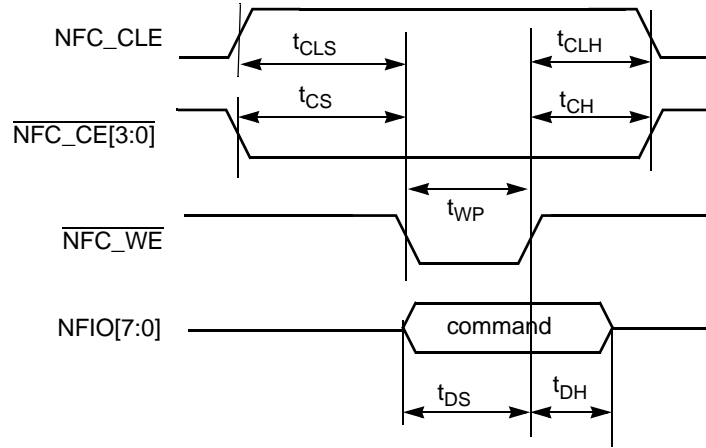 NFC_CLE
tCLS
tCLH
tCS
tCH
NFC_CE[3:0]
tWP
NFC_WE
NFIO[7:0]
command
tDS
tDH